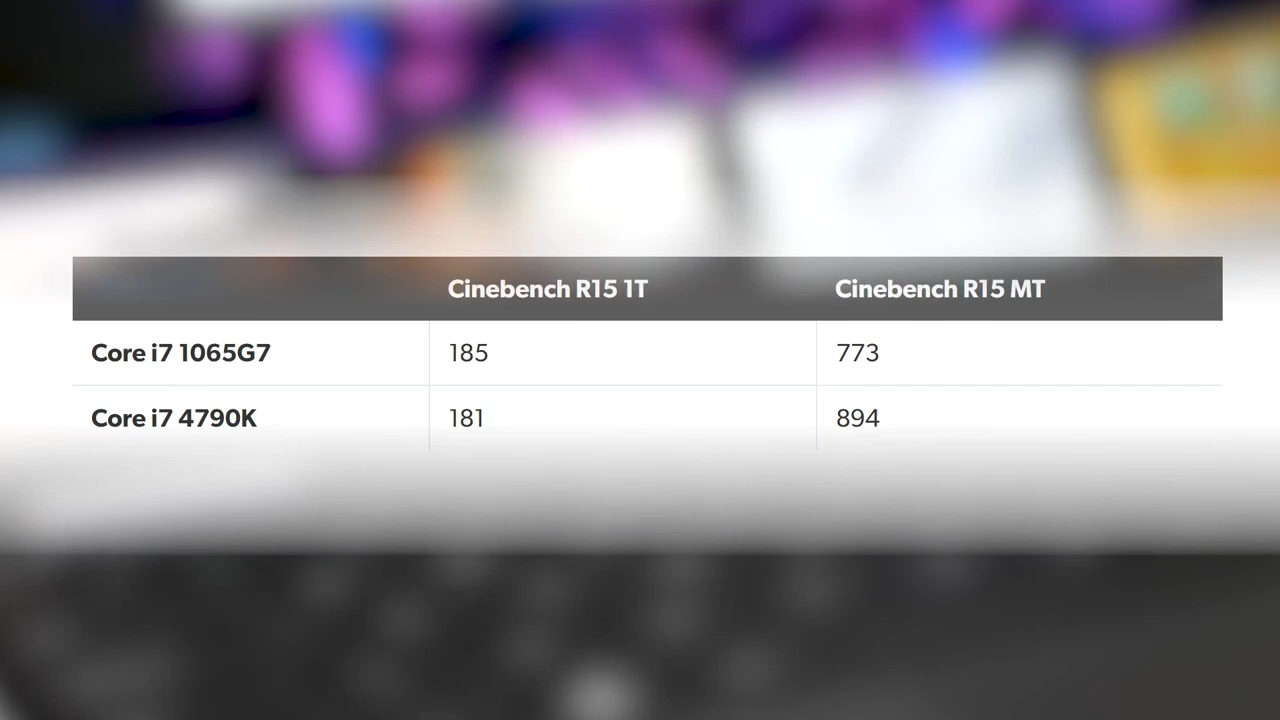 Cinebench R15 1T Cinebench R15 MT
Core i7 1065G7 185 773
Core i7 4790K 181 894